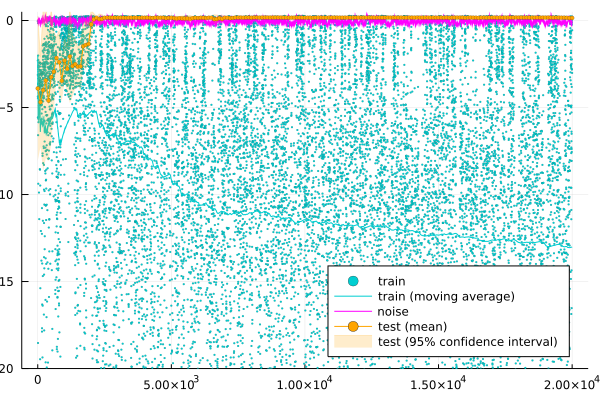 0
-5
10
15
20
0
5.00×10³
1.00×10⁴
1.50×10⁴
2.00×10⁴
train
train (moving average)
noise
test (mean)
test (95% confidence interval)